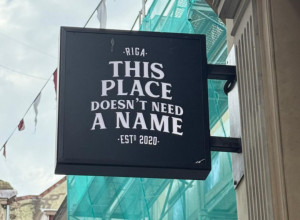 ·RIGA·
THIS
PLACE
DOESN'T NEED
A NAME
·ESTD 2020·